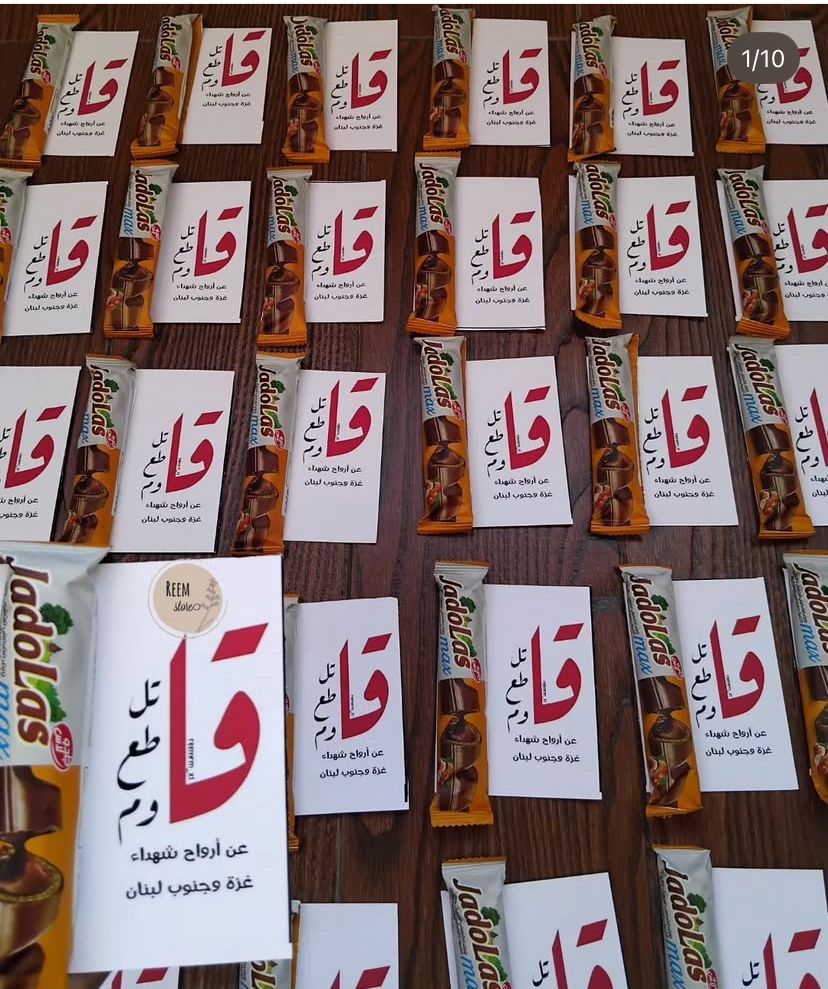 1/10
REEM
store
قا
تل
طع
وم
عن أرواح شهداء
غزة وجنوب لبنان
JadoLas
max